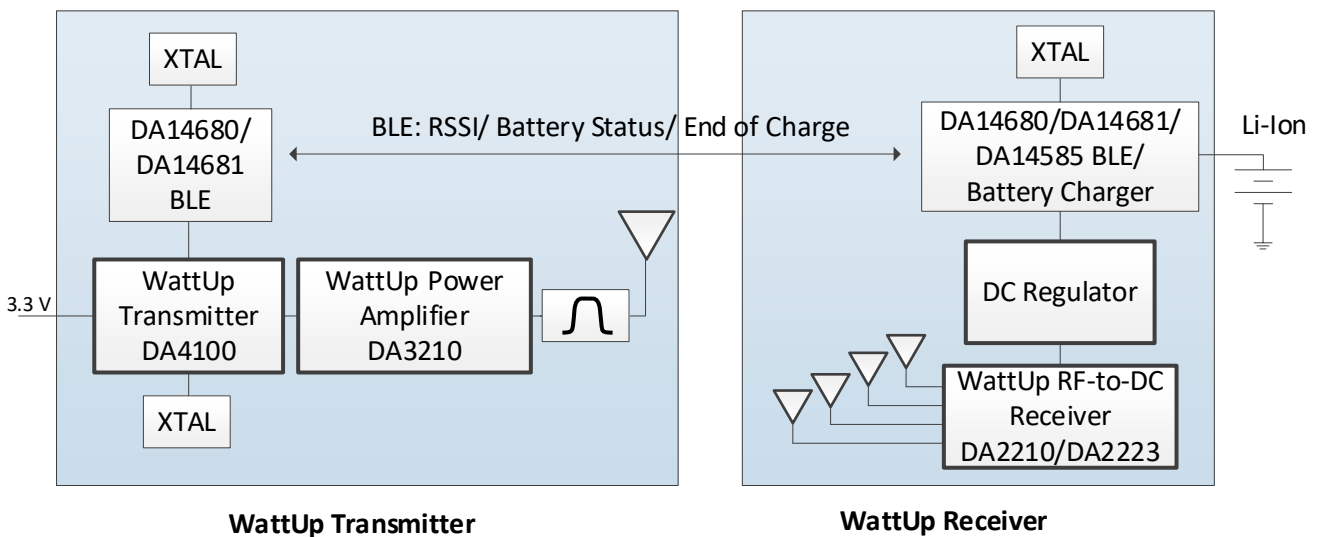 XTAL
DA14680/
DA14681
BLE
BLE: RSSI/ Battery Status/ End of Charge
WattUp
Transmitter
DA4100
WattUp Power
Amplifier
DA3210
3.3 V
XTAL
WattUp Transmitter
XTAL
DA14680/DA14681/
DA14585 BLE/
Battery Charger
Li-Ion
DC Regulator
WattUp RF-to-DC
Receiver
DA2210/DA2223
WattUp Receiver